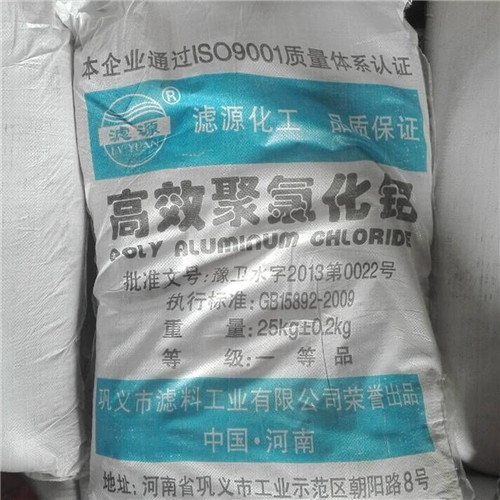 本企业通过ISO9001质量体系认证
®
滤源
LV YUAN
滤源化工 品质保证
高效聚氯化铝
POLY ALUMINUM CHLORIDE
批准文号:豫卫水字2013第0022号
执行标准:GB15892-2009
重量:25kg±0.2kg
等级:一等品
巩义市滤料工业有限公司荣誉出品
中国·河南
地址:河南省巩义市工业示范区朝阳路8号